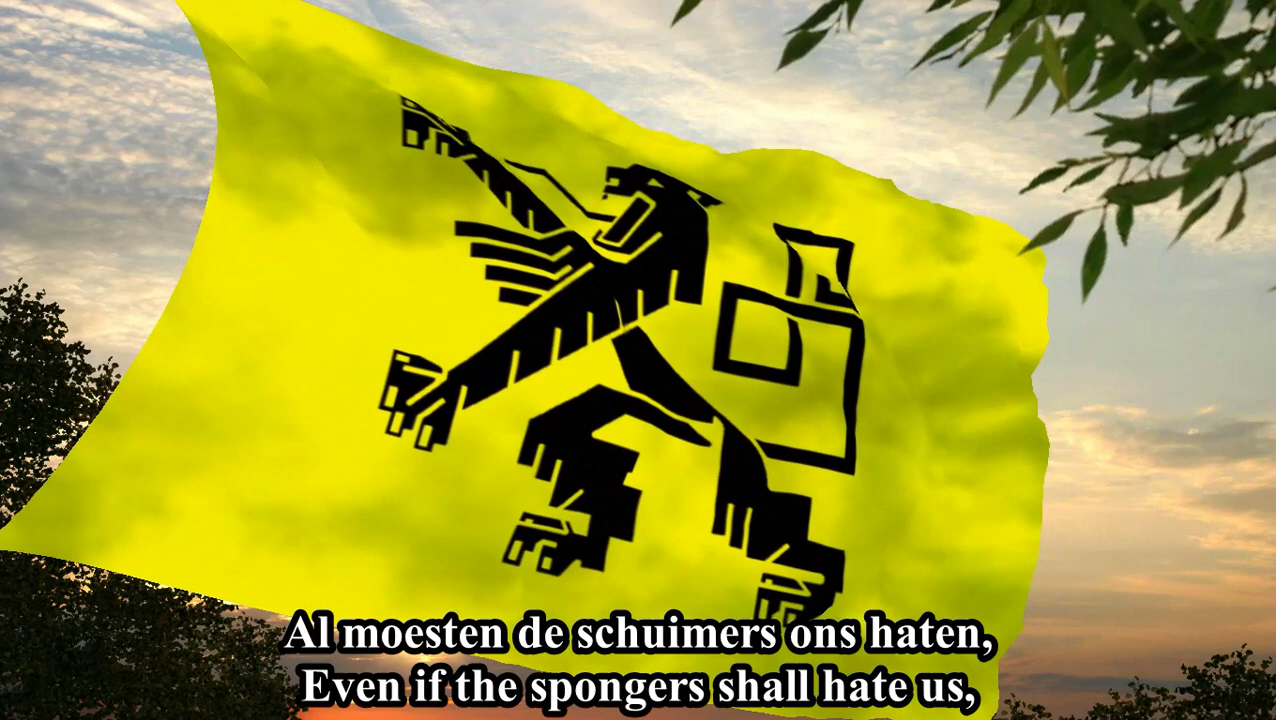 Al moesten de schuimers ons haten,
Even if the spongers shall hate us,